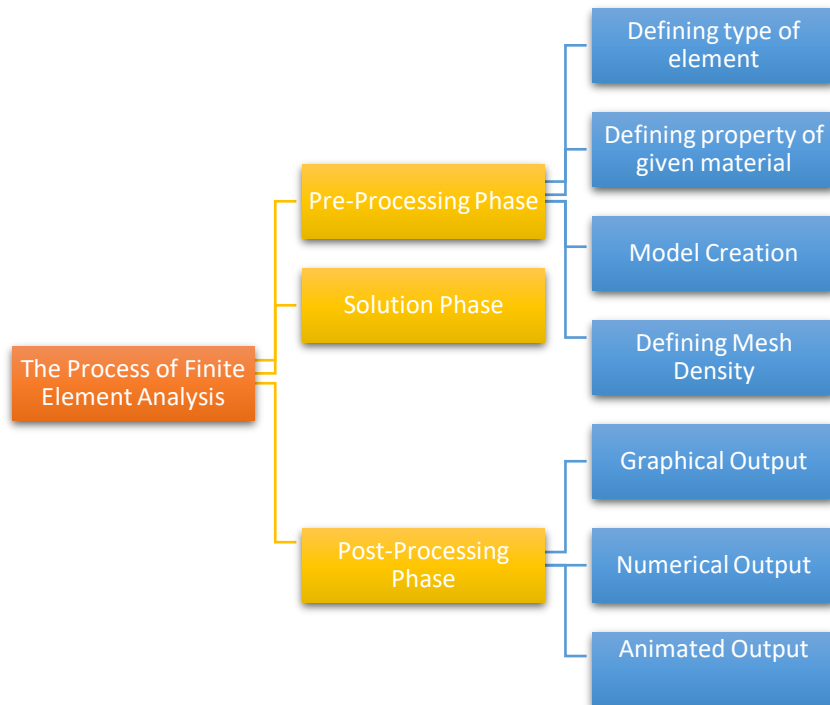 The Process of Finite
Element Analysis
Pre-Processing Phase
Defining type of
element
Defining property of
given material
Model Creation
Defining Mesh
Density
Solution Phase
Post-Processing
Phase
Graphical Output
Numerical Output
Animated Output